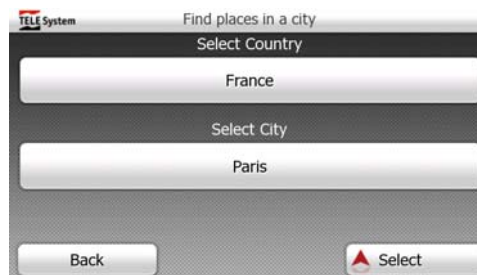 TELE System
Find places in a city
Select Country
France
Select City
Paris
Back
Select